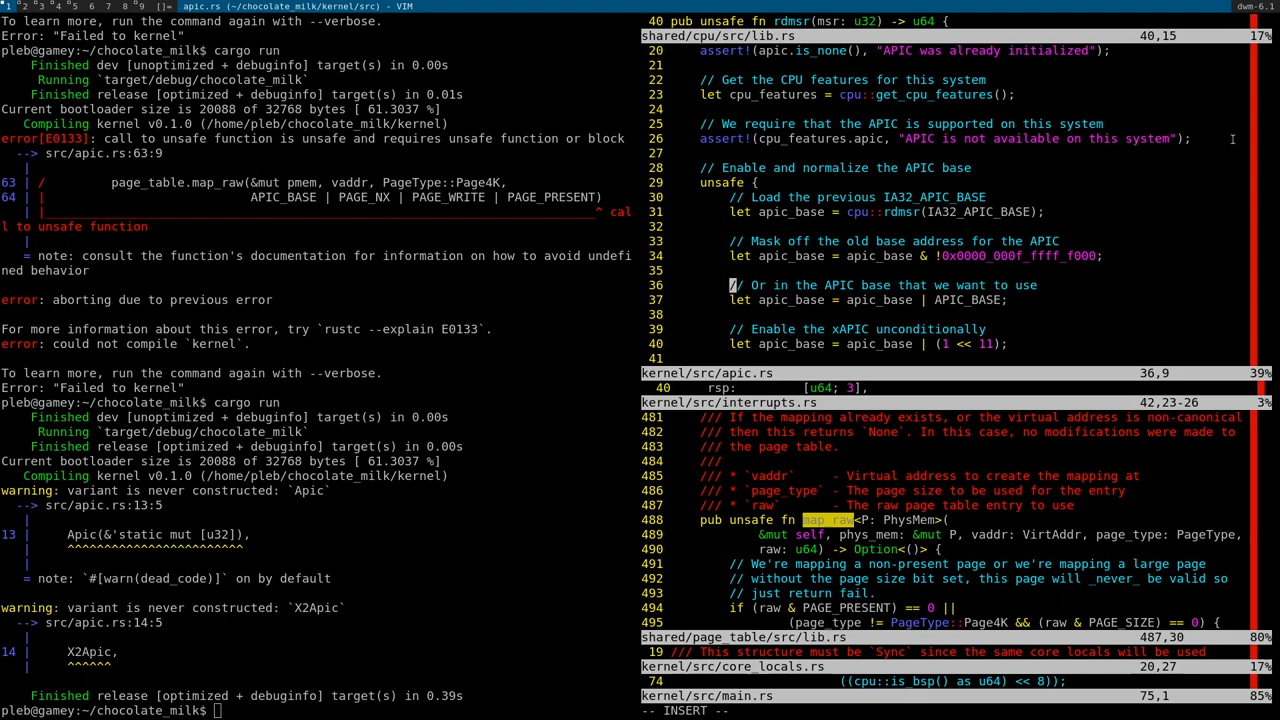 1 2 3 4 5 6 7 8 9 []= apic.rs (~/chocolate_milk/kernel/src) - VIM dwm-6.1
To learn more, run the command again with --verbose.
Error: "Failed to kernel"
pleb@gamey:~/chocolate_milk$ cargo run
    Finished dev [unoptimized + debuginfo] target(s) in 0.00s
     Running `target/debug/chocolate_milk`
    Finished release [optimized + debuginfo] target(s) in 0.01s
Current bootloader size is 20088 of 32768 bytes [ 61.3037 %]
   Compiling kernel v0.1.0 (/home/pleb/chocolate_milk/kernel)
error[E0133]: call to unsafe function is unsafe and requires unsafe function or block
  --> src/apic.rs:63:9
   |
63 | /         page_table.map_raw(&mut pmem, vaddr, PageType::Page4K,
64 | |                            APIC_BASE | PAGE_NX | PAGE_WRITE | PAGE_PRESENT)
   | |___________________________________________________________________________^ cal
l to unsafe function
   |
   = note: consult the function's documentation for information on how to avoid undefi
ned behavior
error: aborting due to previous error
For more information about this error, try `rustc --explain E0133`.
error: could not compile `kernel`.
To learn more, run the command again with --verbose.
Error: "Failed to kernel"
pleb@gamey:~/chocolate_milk$ cargo run
    Finished dev [unoptimized + debuginfo] target(s) in 0.00s
     Running `target/debug/chocolate_milk`
    Finished release [optimized + debuginfo] target(s) in 0.00s
Current bootloader size is 20088 of 32768 bytes [ 61.3037 %]
   Compiling kernel v0.1.0 (/home/pleb/chocolate_milk/kernel)
warning: variant is never constructed: `Apic`
  --> src/apic.rs:13:5
   |
13 |     Apic(&'static mut [u32]),
   |     ^^^^^^^^^^^^^^^^^^^^^^^^
   |
   = note: `#[warn(dead_code)]` on by default
warning: variant is never constructed: `X2Apic`
  --> src/apic.rs:14:5
   |
14 |     X2Apic,
   |     ^^^^^^
    Finished release [optimized + debuginfo] target(s) in 0.39s
pleb@gamey:~/chocolate_milk$
40 pub unsafe fn rdmsr(msr: u32) -> u64 {
shared/cpu/src/lib.rs 40,15 17%
20     assert!(apic.is_none(), "APIC was already initialized");
21
22     // Get the CPU features for this system
23     let cpu_features = cpu::get_cpu_features();
24
25     // We require that the APIC is supported on this system
26     assert!(cpu_features.apic, "APIC is not available on this system");
27
28     // Enable and normalize the APIC base
29     unsafe {
30         // Load the previous IA32_APIC_BASE
31         let apic_base = cpu::rdmsr(IA32_APIC_BASE);
32
33         // Mask off the old base address for the APIC
34         let apic_base = apic_base & !0x0000_000f_ffff_f000;
35
36         // Or in the APIC base that we want to use
37         let apic_base = apic_base | APIC_BASE;
38
39         // Enable the xAPIC unconditionally
40         let apic_base = apic_base | (1 << 11);
41
kernel/src/apic.rs 36,9 39%
40     rsp:      [u64; 3],
kernel/src/interrupts.rs 42,23-26 3%
481     /// If the mapping already exists, or the virtual address is non-canonical
482     /// then this returns `None`. In this case, no modifications were made to
483     /// the page table.
484     ///
485     /// * `vaddr`     - Virtual address to create the mapping at
486     /// * `page_type` - The page size to be used for the entry
487     /// * `raw`       - The raw page table entry to use
488     pub unsafe fn map_raw<P: PhysMem>(
489             &mut self, phys_mem: &mut P, vaddr: VirtAddr, page_type: PageType,
490             raw: u64) -> Option<()> {
491         // We're mapping a non-present page or we're mapping a large page
492         // without the page size bit set, this page will _never_ be valid so
493         // just return fail.
494         if (raw & PAGE_PRESENT) == 0 ||
495                 (page_type != PageType::Page4K && (raw & PAGE_SIZE) == 0) {
shared/page_table/src/lib.rs 487,30 80%
19 /// This structure must be `Sync` since the same core locals will be used
kernel/src/core_locals.rs 20,27 17%
74                        ((cpu::is_bsp() as u64) << 8));
kernel/src/main.rs 75,1 85%
-- INSERT --